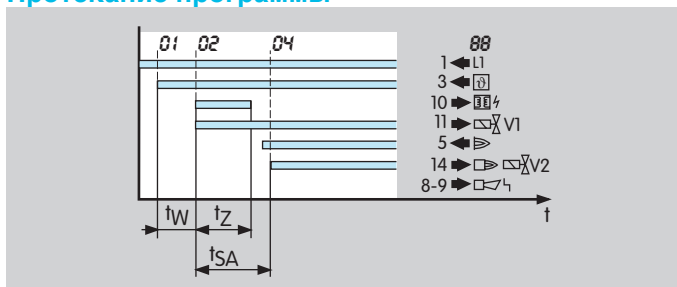 Протекание программы
01 02 04 88
1 L1
3 ϑ
10
11 V1
5
14 V2
8-9
t
tW tZ
tSA